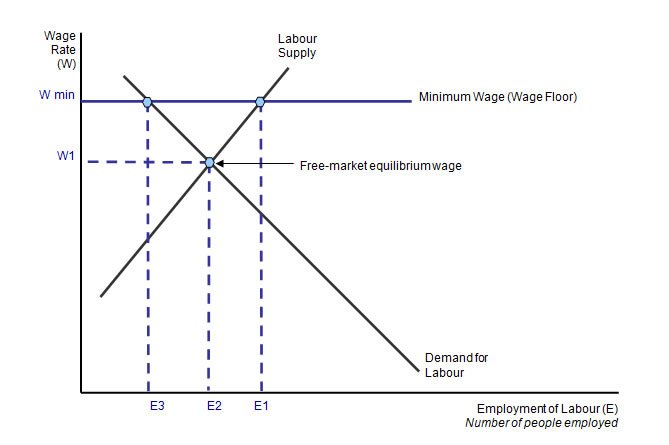 Wage
Rate
(W)
Labour
Supply
W min
Minimum Wage (Wage Floor)
W1
Free-market equilibrium wage
Demand for
Labour
E3
E2
E1
Employment of Labour (E)
Number of people employed